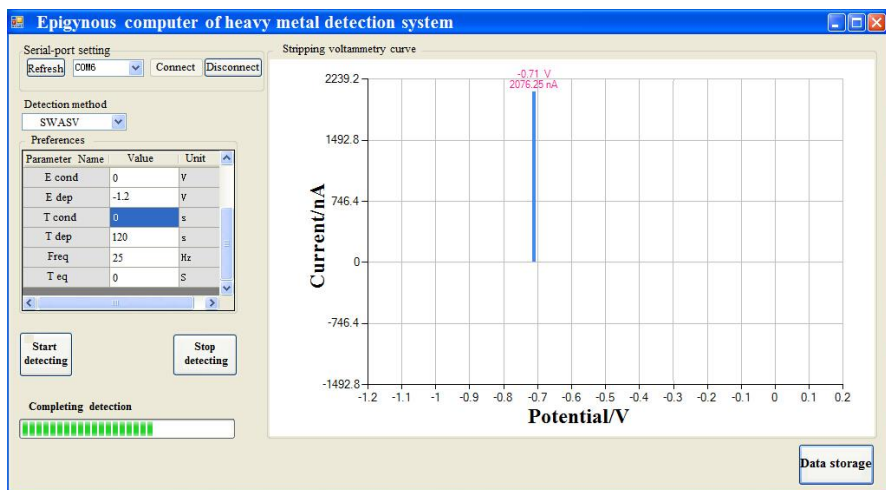 Epigynous computer of heavy metal detection system
Serial-port setting
Refresh COM6 Connect Disconnect
Detection method
SWASV
Preferences
Parameter Name Value Unit
E cond 0 V
E dep -1.2 V
T cond 0 s
T dep 120 s
Freq 25 Hz
T eq 0 S
Start
detecting
Stop
detecting
Completing detection
Stripping voltammetry curve
-0.71 V
2076.25 nA
2239.2
1492.8
746.4
0
-746.4
-1492.8
Current/nA
-1.2 -1.1 -1 -0.9 -0.8 -0.7 -0.6 -0.5 -0.4 -0.3 -0.2 -0.1 0 0.1 0.2
Potential/V
Data storage